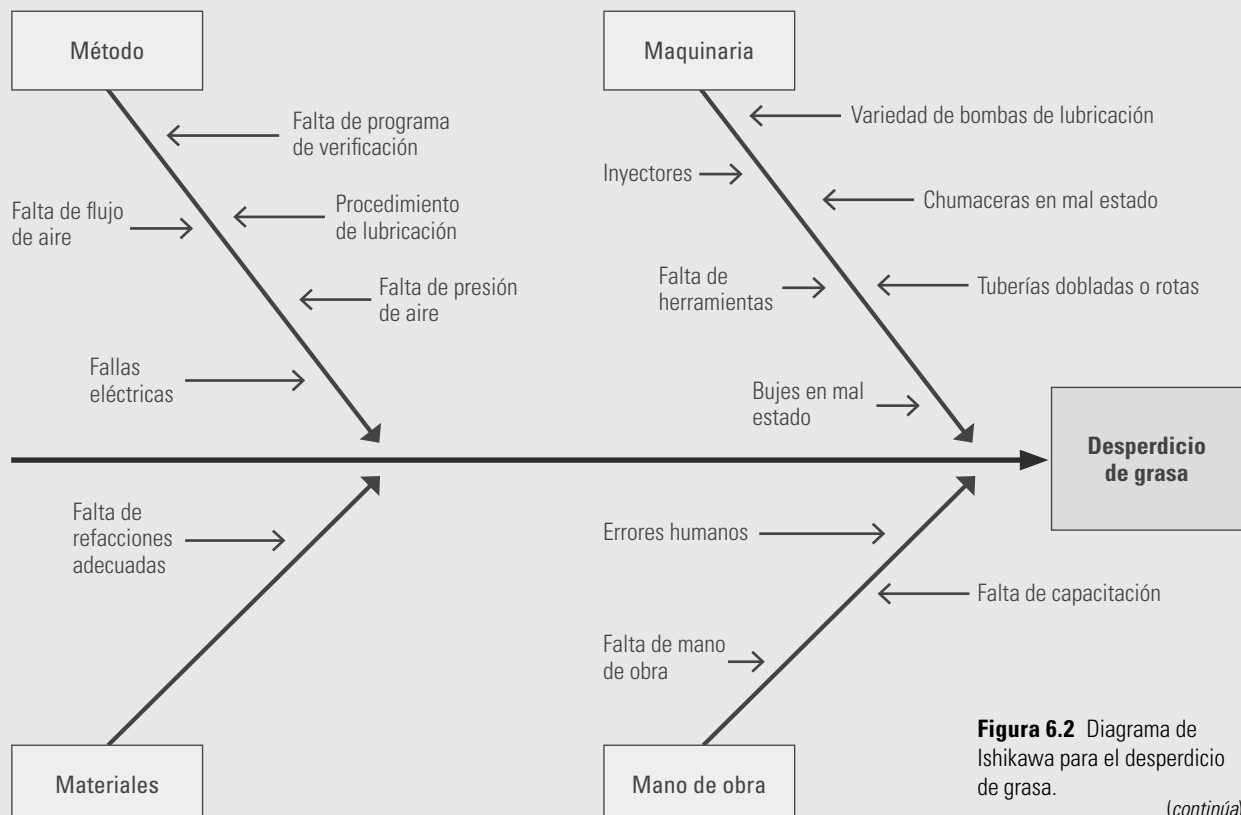 Método
Maquinaria
Falta de programa
de verificación
Falta de flujo
de aire
Procedimiento
de lubricación
Falta de presión
de aire
Fallas
eléctricas
Variedad de bombas de lubricación
Inyectores
Chumaceras en mal estado
Falta de
herramientas
Tuberías dobladas o rotas
Bujes en mal
estado
Desperdicio
de grasa
Falta de
refacciones
adecuadas
Errores humanos
Falta de capacitación
Falta de mano
de obra
Materiales
Mano de obra
Figura 6.2 Diagrama de
Ishikawa para el desperdicio
de grasa.
(continúa)